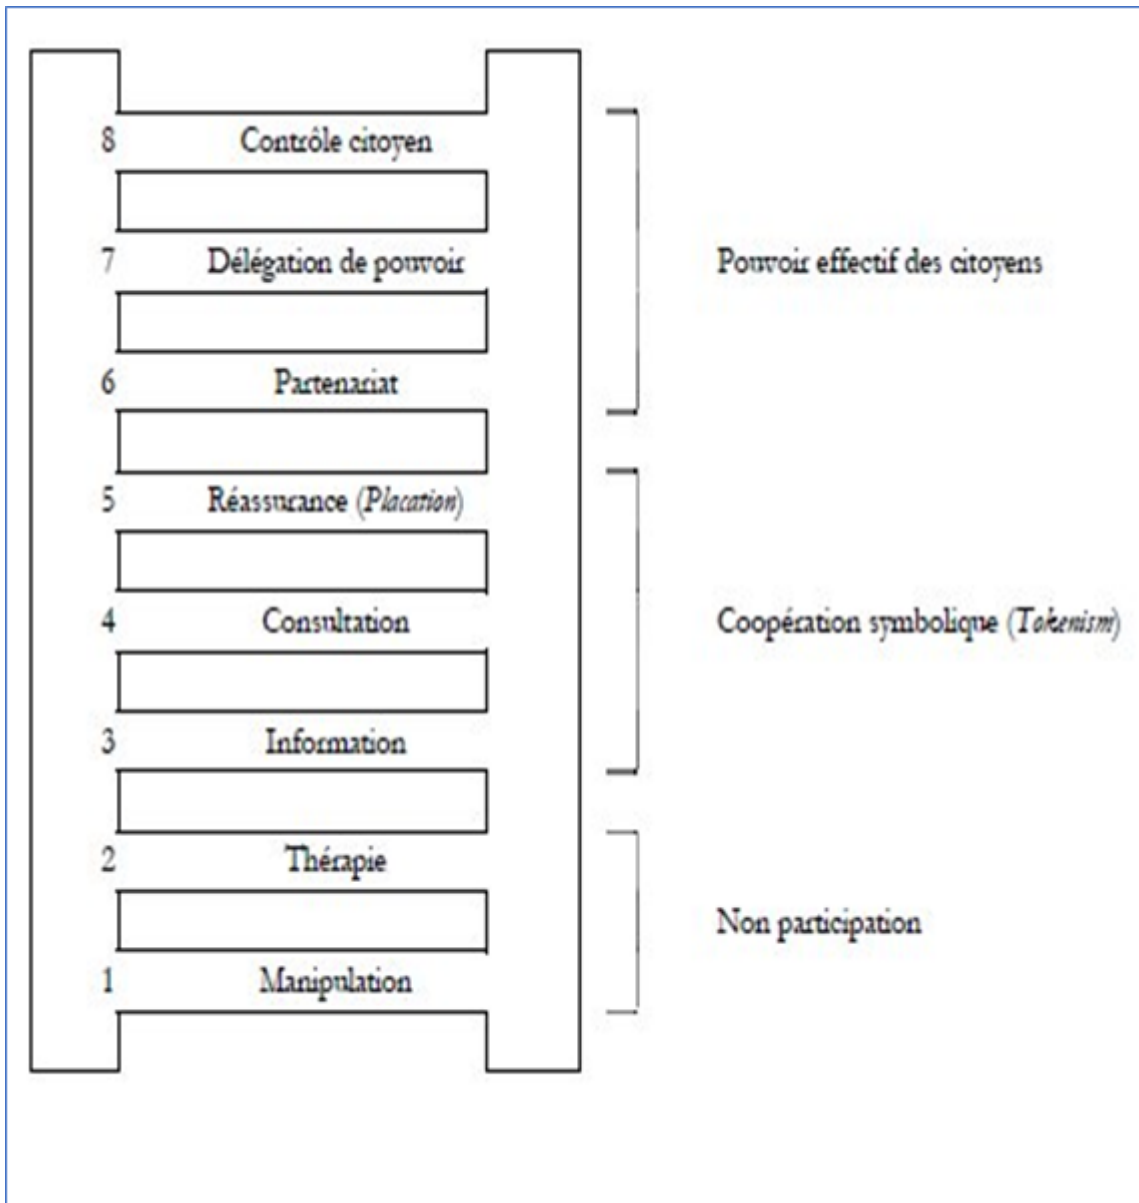 8 Contrôle citoyen
7 Délégation de pouvoir
Pouvoir effectif des citoyens
6 Partenariat
5 Réassurance (Placation)
4 Consultation
Coopération symbolique (Tokenism)
3 Information
2 Thérapie
Non participation
1 Manipulation